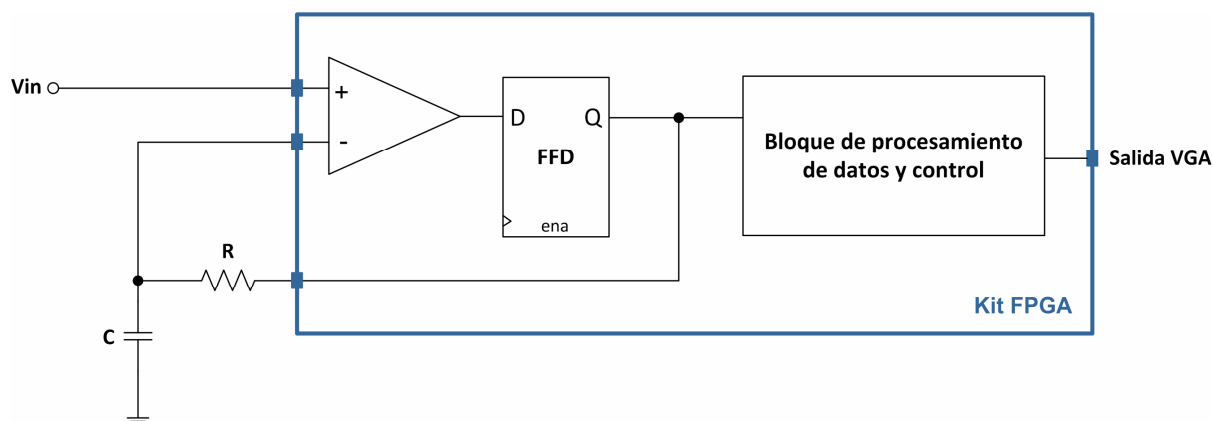 Vin
+
-
D
Q
FFD
ena
Bloque de procesamiento
de datos y control
Salida VGA
R
C
Kit FPGA